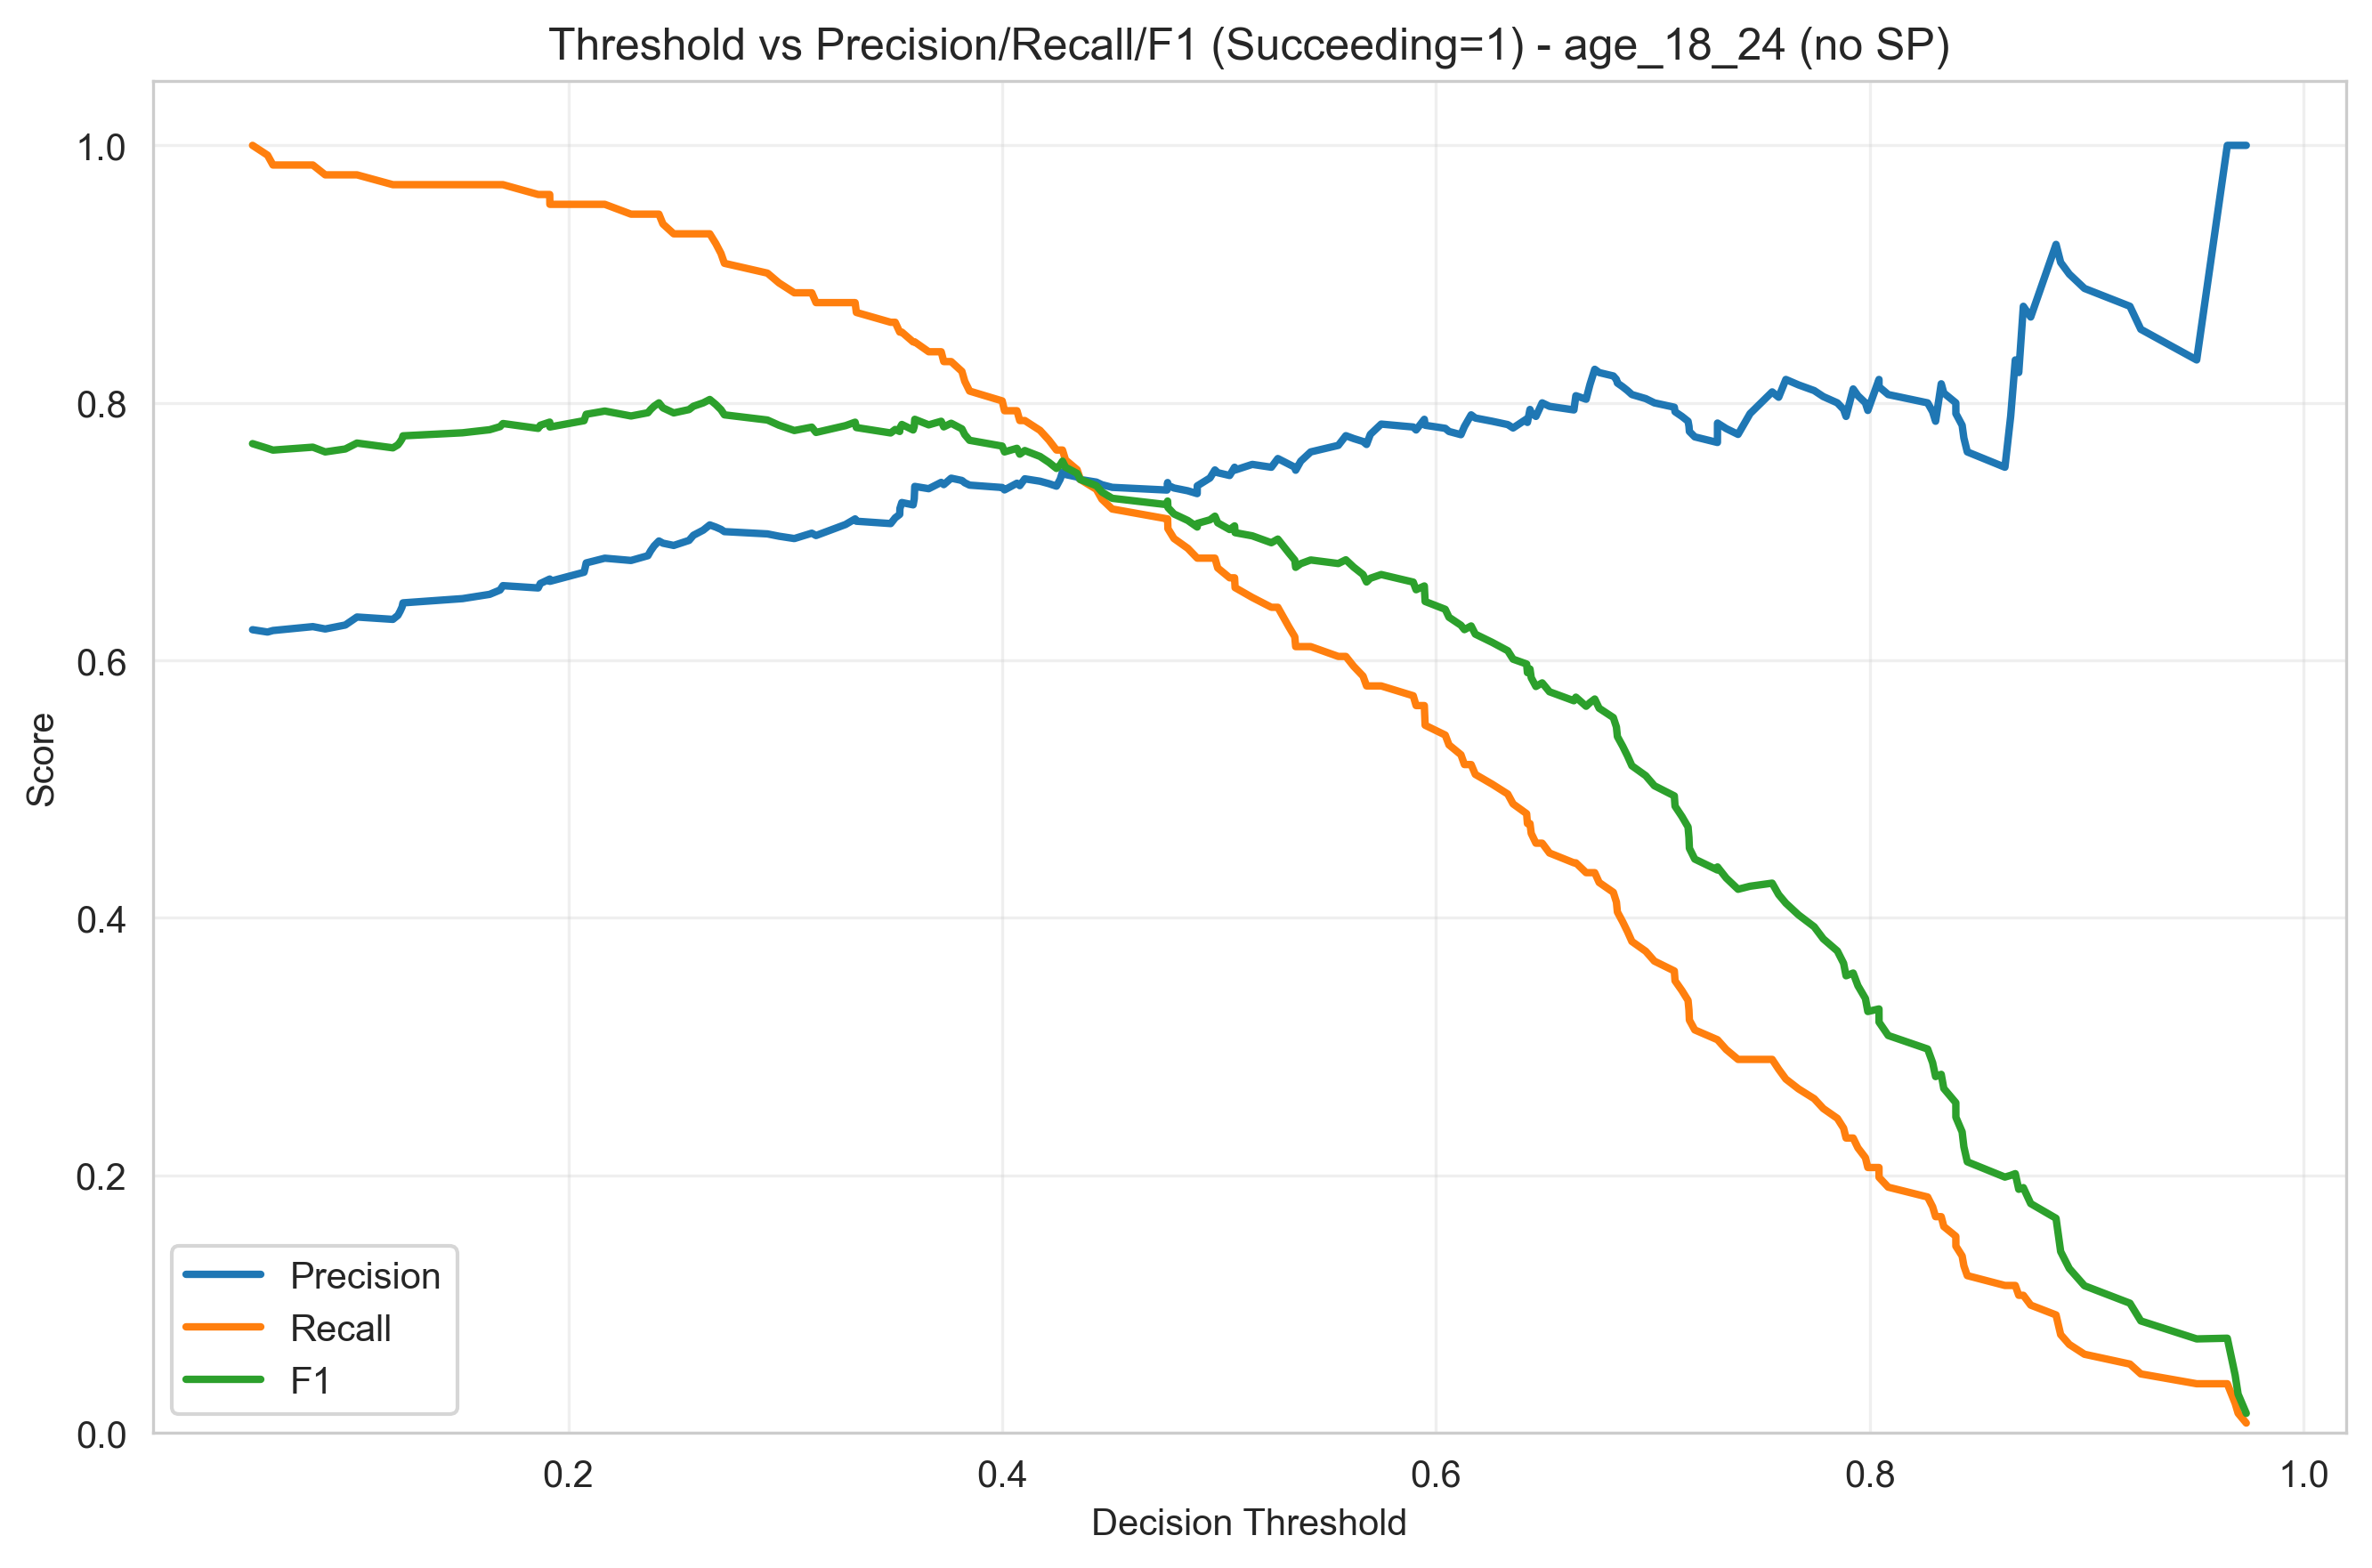 Threshold vs Precision/Recall/F1 (Succeeding=1) - age_18_24 (no SP)
1.0
0.8
0.6
0.4
0.2
0.0
Score
Precision
Recall
F1
0.2
0.4
0.6
0.8
1.0
Decision Threshold